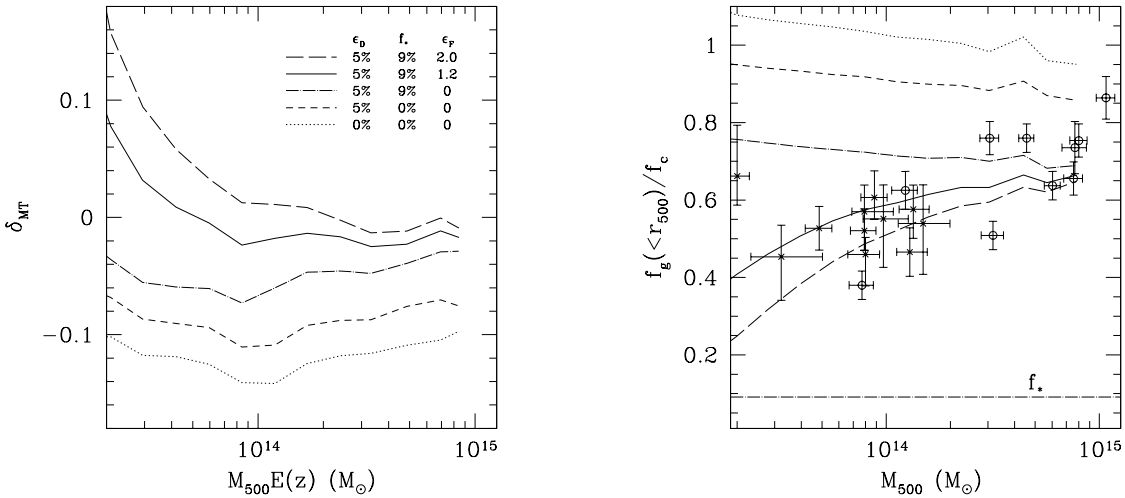 ϵ_D f_* ϵ_F
5% 9% 2.0
5% 9% 1.2
5% 9% 0
5% 0% 0
0% 0% 0
0.1
0
−0.1
δ_MT
10^14 10^15
M_500E(z) (M_⊙)
1
0.8
0.6
0.4
0.2
f_g(<r_500)/f_c
f_*
10^14 10^15
M_500 (M_⊙)